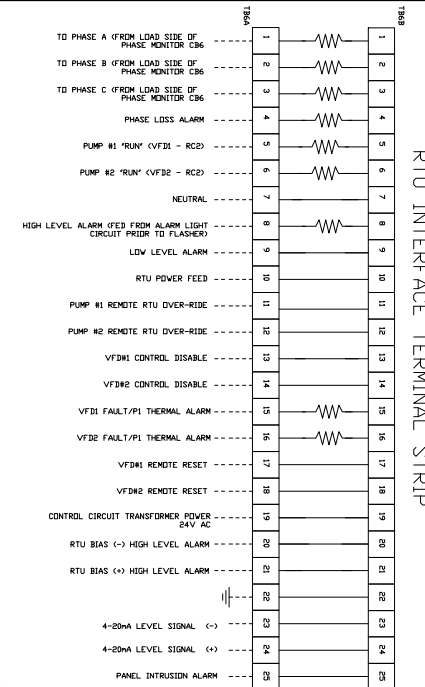 RTU INTERFACE TERMINAL STRIP
TB6A TB6B
TO PHASE A (FROM LOAD SIDE OF
PHASE MONITOR CB6
1 1
TO PHASE B (FROM LOAD SIDE OF
PHASE MONITOR CB6
2 2
TO PHASE C (FROM LOAD SIDE OF
PHASE MONITOR CB6
3 3
PHASE LOSS ALARM 4 4
PUMP #1 "RUN" (VFD1 - RC2) 5 5
PUMP #2 "RUN" (VFD2 - RC2) 6 6
NEUTRAL 7 7
HIGH LEVEL ALARM (FED FROM ALARM LIGHT
CIRCUIT PRIOR TO FLASHER)
8 8
LOW LEVEL ALARM 9 9
RTU POWER FEED 10 10
PUMP #1 REMOTE RTU OVER-RIDE 11 11
PUMP #2 REMOTE RTU OVER-RIDE 12 12
VFD#1 CONTROL DISABLE 13 13
VFD#2 CONTROL DISABLE 14 14
VFD1 FAULT/P1 THERMAL ALARM 15 15
VFD2 FAULT/P1 THERMAL ALARM 16 16
VFD#1 REMOTE RESET 17 17
VFD#2 REMOTE RESET 18 18
CONTROL CIRCUIT TRANSFORMER POWER
24V AC
19 19
RTU BIAS (-) HIGH LEVEL ALARM 20 20
RTU BIAS (+) HIGH LEVEL ALARM 21 21
22 22
4-20mA LEVEL SIGNAL (-) 23 23
4-20mA LEVEL SIGNAL (+) 24 24
PANEL INTRUSION ALARM 25 25